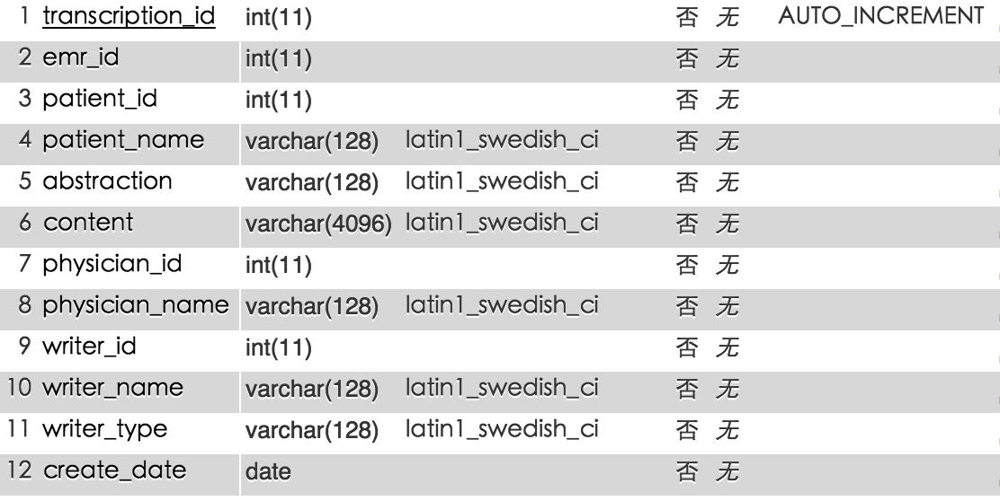 1 transcription_id int(11) 否 无 AUTO_INCREMENT
2 emr_id int(11) 否 无
3 patient_id int(11) 否 无
4 patient_name varchar(128) latin1_swedish_ci 否 无
5 abstraction varchar(128) latin1_swedish_ci 否 无
6 content varchar(4096) latin1_swedish_ci 否 无
7 physician_id int(11) 否 无
8 physician_name varchar(128) latin1_swedish_ci 否 无
9 writer_id int(11) 否 无
10 writer_name varchar(128) latin1_swedish_ci 否 无
11 writer_type varchar(128) latin1_swedish_ci 否 无
12 create_date date 否 无